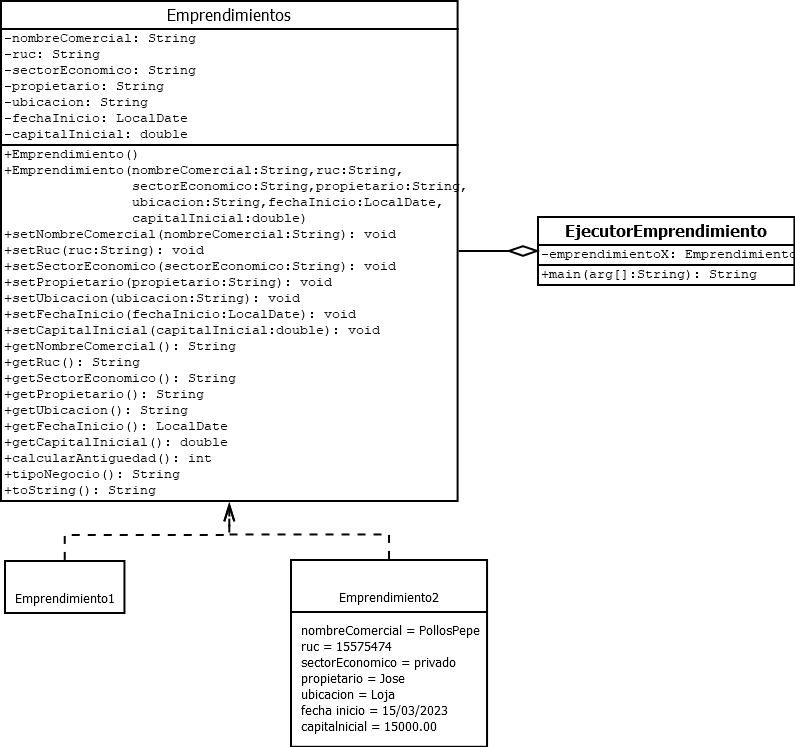 Emprendimientos
-nombreComercial: String
-ruc: String
-sectorEconomico: String
-propietario: String
-ubicacion: String
-fechaInicio: LocalDate
-capitalInicial: double
+Emprendimiento()
+Emprendimiento(nombreComercial:String,ruc:String,
sectorEconomico:String,propietario:String,
ubicacion:String,fechaInicio:LocalDate,
capitalInicial:double)
+setNombreComercial(nombreComercial:String): void
+setRuc(ruc:String): void
+setSectorEconomico(sectorEconomico:String): void
+setPropietario(propietario:String): void
+setUbicacion(ubicacion:String): void
+setFechaInicio(fechaInicio:LocalDate): void
+setCapitalInicial(capitalInicial:double): void
+getNombreComercial(): String
+getRuc(): String
+getSectorEconomico(): String
+getPropietario(): String
+getUbicacion(): String
+getFechaInicio(): LocalDate
+getCapitalInicial(): double
+calcularAntiguedad(): int
+tipoNegocio(): String
+toString(): String
EjecutorEmprendimiento
-emprendimientoX: Emprendimiento
+main(arg[]:String): String
Emprendimiento1
Emprendimiento2
nombreComercial = PollosPepe
ruc = 15575474
sectorEconomico = privado
propietario = Jose
ubicacion = Loja
fecha inicio = 15/03/2023
capitalnicial = 15000.00